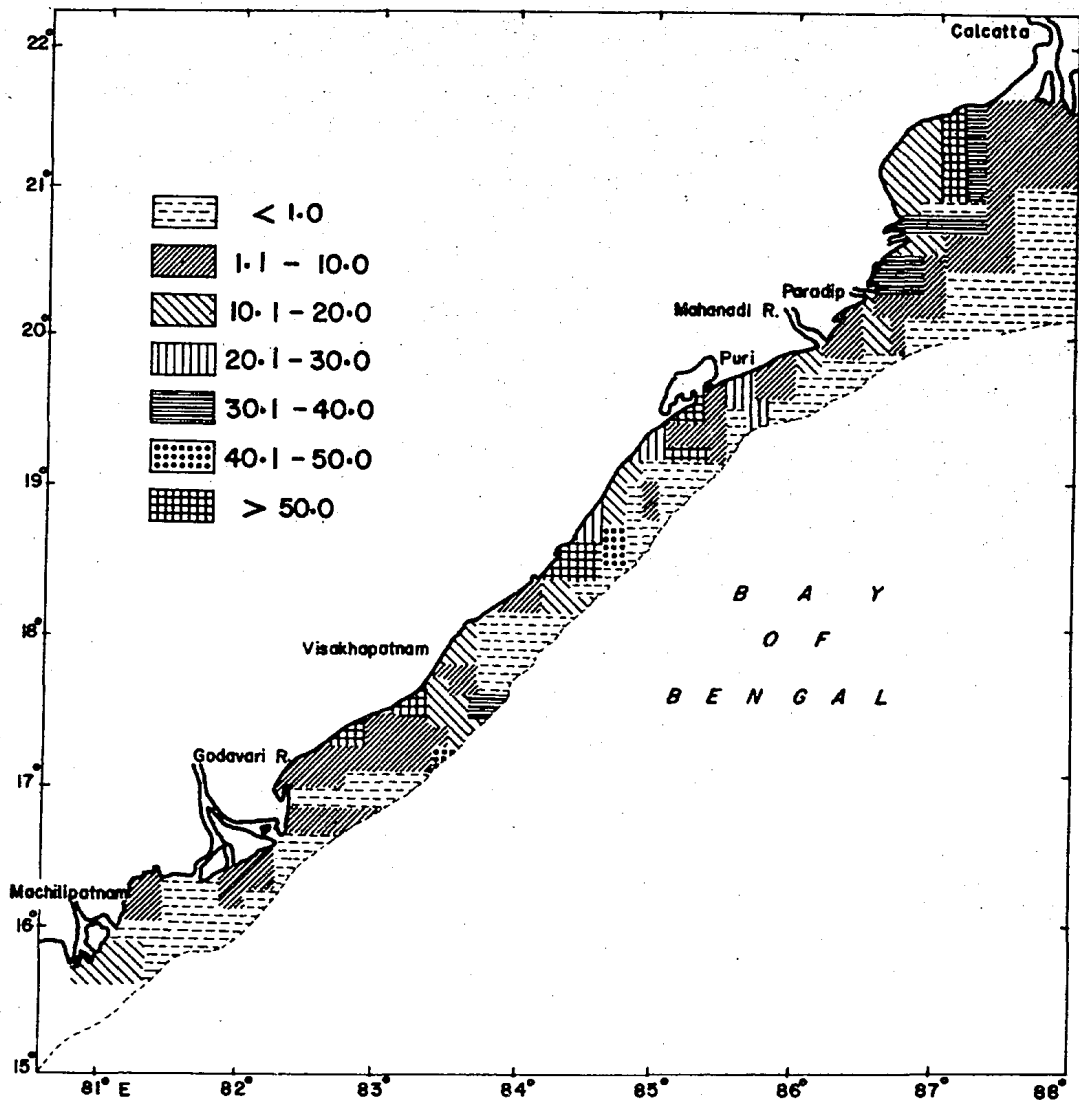 22°
Calcatta
21°
< 1.0
1.1 - 10.0
10.1 - 20.0
20.1 - 30.0
30.1 - 40.0
40.1 - 50.0
> 50.0
Paradip
Mahanadi R.
20°
Puri
19°
B A Y
O F
B E N G A L
18°
Visakhapatnam
Godavari R.
17°
Machilipatnam
16°
15°
81° E
82°
83°
84°
85°
86°
87°
88°